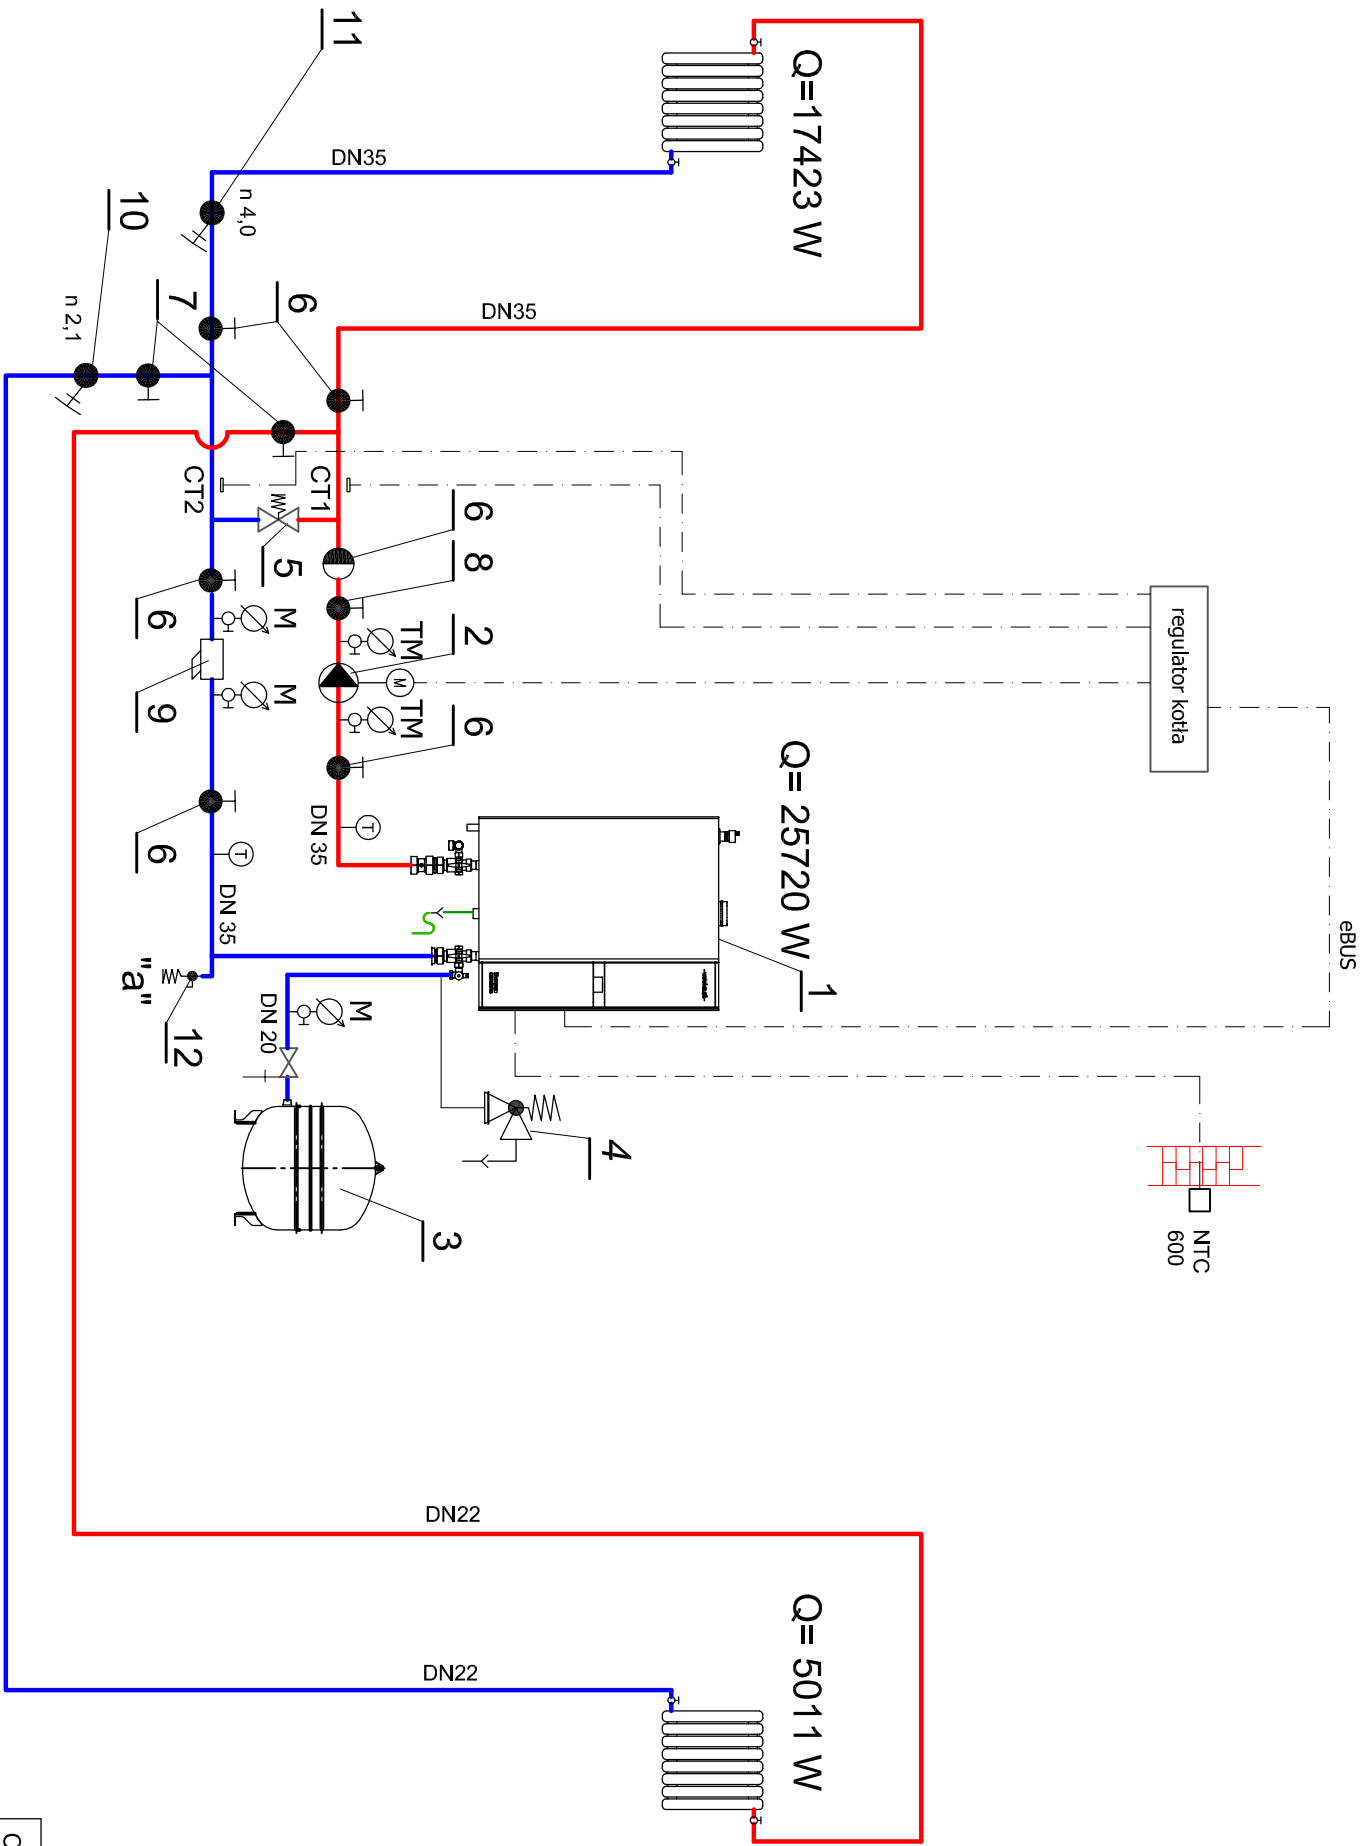 eBUS
regulator kotła
NTC
600
Q=17423 W
Q= 25720 W
Q= 5011 W
1
4
DN35
DN22
DN35
DN22
6
8
2
6
3
TM
TM
M
T
M
CT1
DN 35
11
6
5
M
M
DN 20
n 4,0
T
DN 35
7
CT2
12
10
6
9
6
"a"
n 2,1